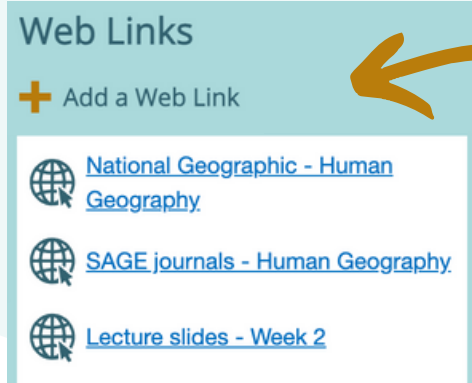 Web Links
Add a Web Link
National Geographic - Human
Geography
SAGE journals - Human Geography
Lecture slides - Week 2